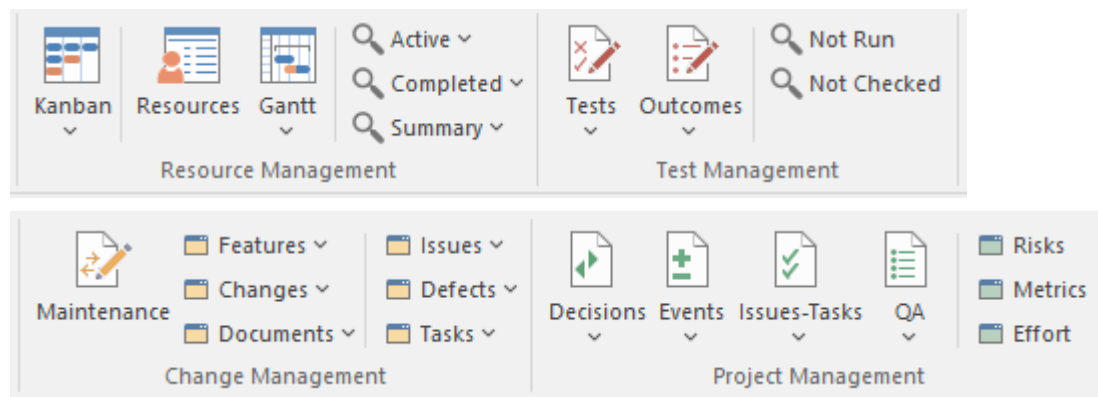 Kanban
Resources
Gantt
Active
Completed
Summary
Resource Management
Tests
Outcomes
Not Run
Not Checked
Test Management
Maintenance
Features
Changes
Documents
Issues
Defects
Tasks
Change Management
Decisions
Events
Issues-Tasks
QA
Risks
Metrics
Effort
Project Management